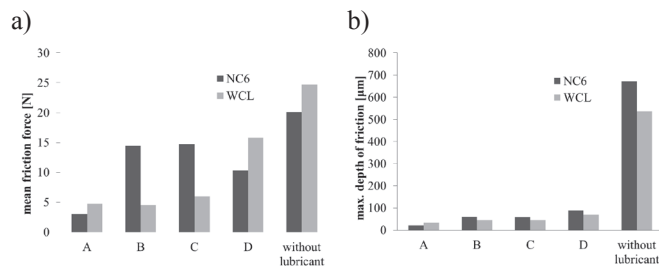 a)
mean friction force [N]
30
25
20
15
10
5
0
NC6
WCL
A B C D without
lubricant
b)
max. depth of friction [µm]
800
700
600
500
400
300
200
100
0
NC6
WCL
A B C D without
lubricant